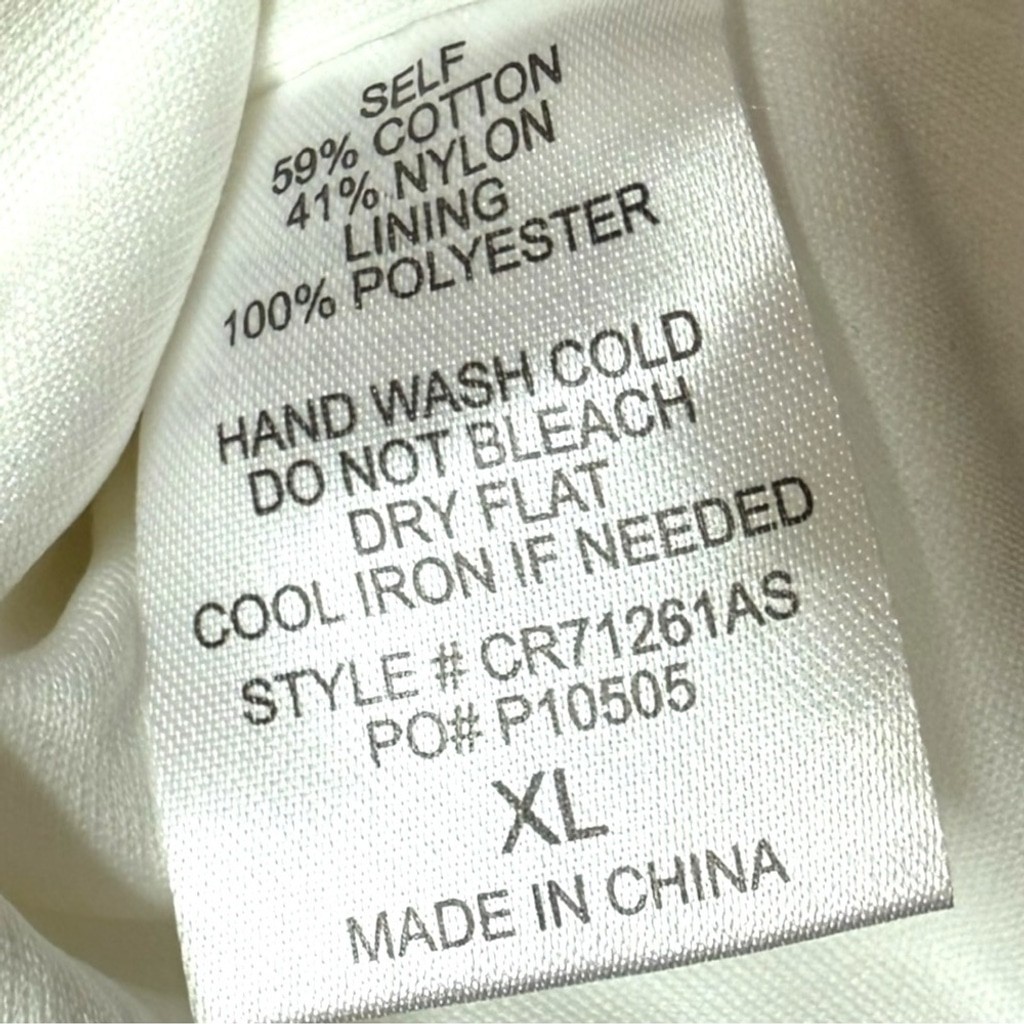 SELF
59% COTTON
41% NYLON
LINING
100% POLYESTER
HAND WASH COLD
DO NOT BLEACH
DRY FLAT
COOL IRON IF NEEDED
STYLE # CR71261AS
PO# P10505
XL
MADE IN CHINA